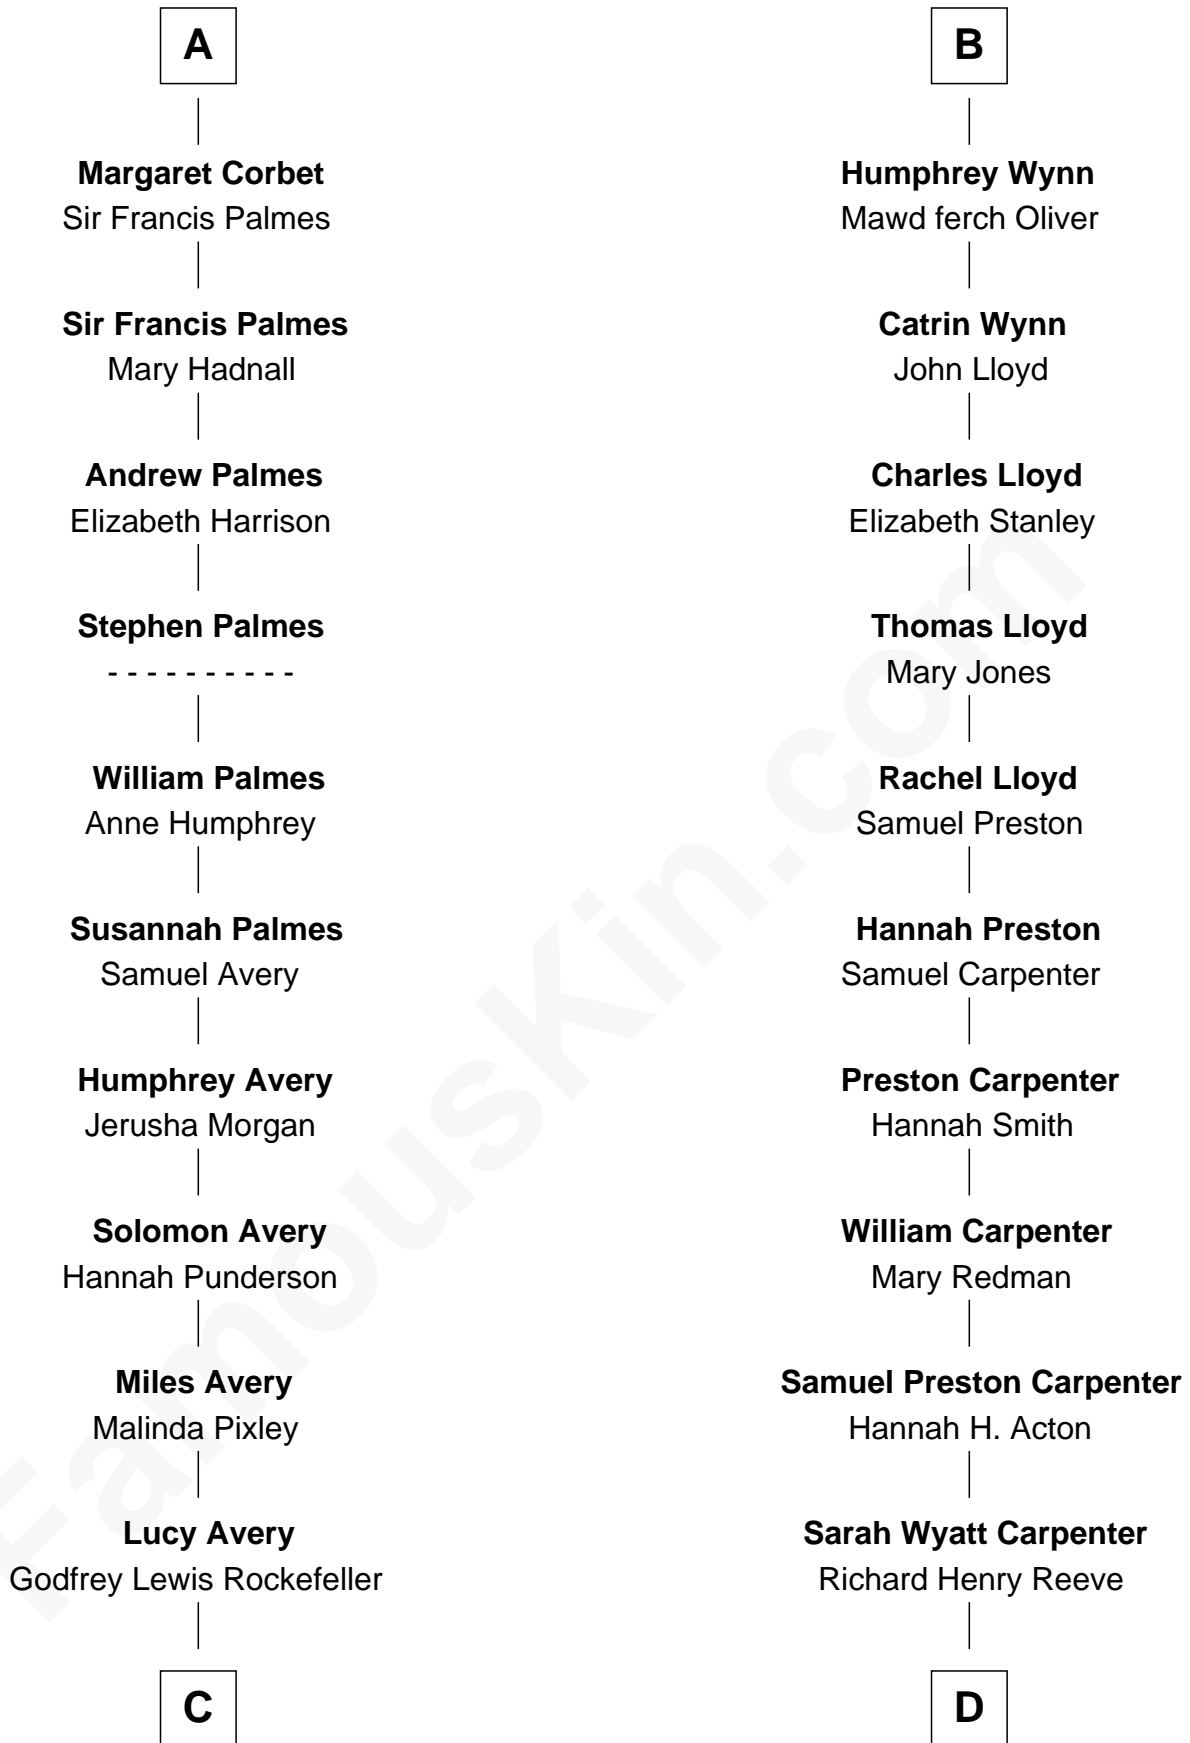 A
Margaret Corbet
Sir Francis Palmes
Sir Francis Palmes
Mary Hadnall
Andrew Palmes
Elizabeth Harrison
Stephen Palmes
- - - - - - - - - -
William Palmes
Anne Humphrey
Susannah Palmes
Samuel Avery
Humphrey Avery
Jerusha Morgan
Solomon Avery
Hannah Punderson
Miles Avery
Malinda Pixley
Lucy Avery
Godfrey Lewis Rockefeller
C
B
Humphrey Wynn
Mawd ferch Oliver
Catrin Wynn
John Lloyd
Charles Lloyd
Elizabeth Stanley
Thomas Lloyd
Mary Jones
Rachel Lloyd
Samuel Preston
Hannah Preston
Samuel Carpenter
Preston Carpenter
Hannah Smith
William Carpenter
Mary Redman
Samuel Preston Carpenter
Hannah H. Acton
Sarah Wyatt Carpenter
Richard Henry Reeve
D
FamousKin.com